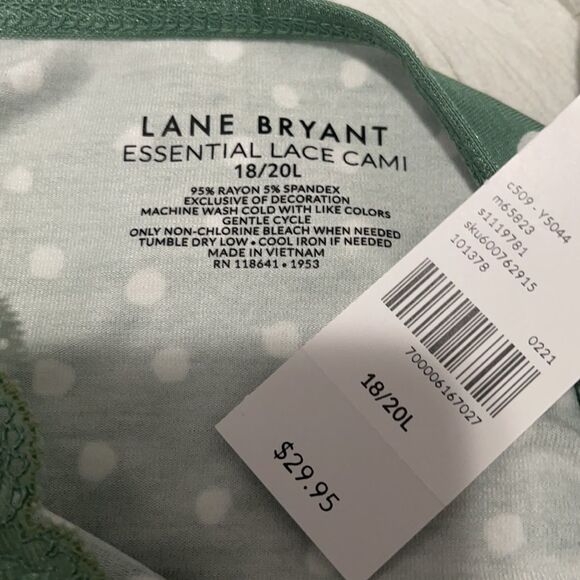 LANE BRYANT
ESSENTIAL LACE CAMI
18/20L
95% RAYON 5% SPANDEX
EXCLUSIVE OF DECORATION
MACHINE WASH COLD WITH LIKE COLORS
GENTLE CYCLE
ONLY NON-CHLORINE BLEACH WHEN NEEDED
TUMBLE DRY LOW • COOL IRON IF NEEDED
MADE IN VIETNAM
RN 118641 • 1953
c509 - Y5044
m65823
s1119781
sku600762915
101378
0221
700006167027
18/20L
$29.95